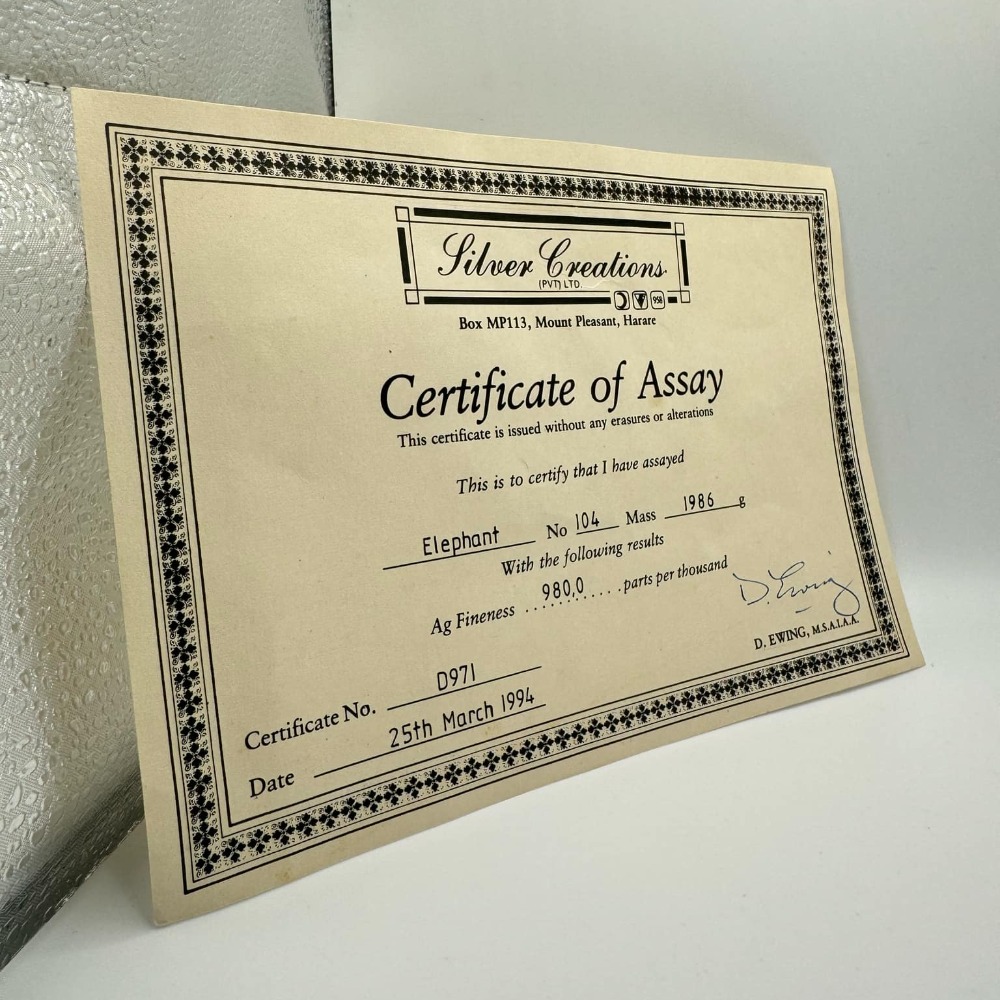 Silver Creations
(PVT) LTD.
958
Box MP113, Mount Pleasant, Harare
Certificate of Assay
This certificate is issued without any erasures or alterations
This is to certify that I have assayed
Elephant No 104 Mass 1986 g
With the following results
Ag Fineness 980,0 parts per thousand
D. Ewing
D. EWING, M.S.A.I.A.A.
Certificate No. D971
Date 25th March 1994